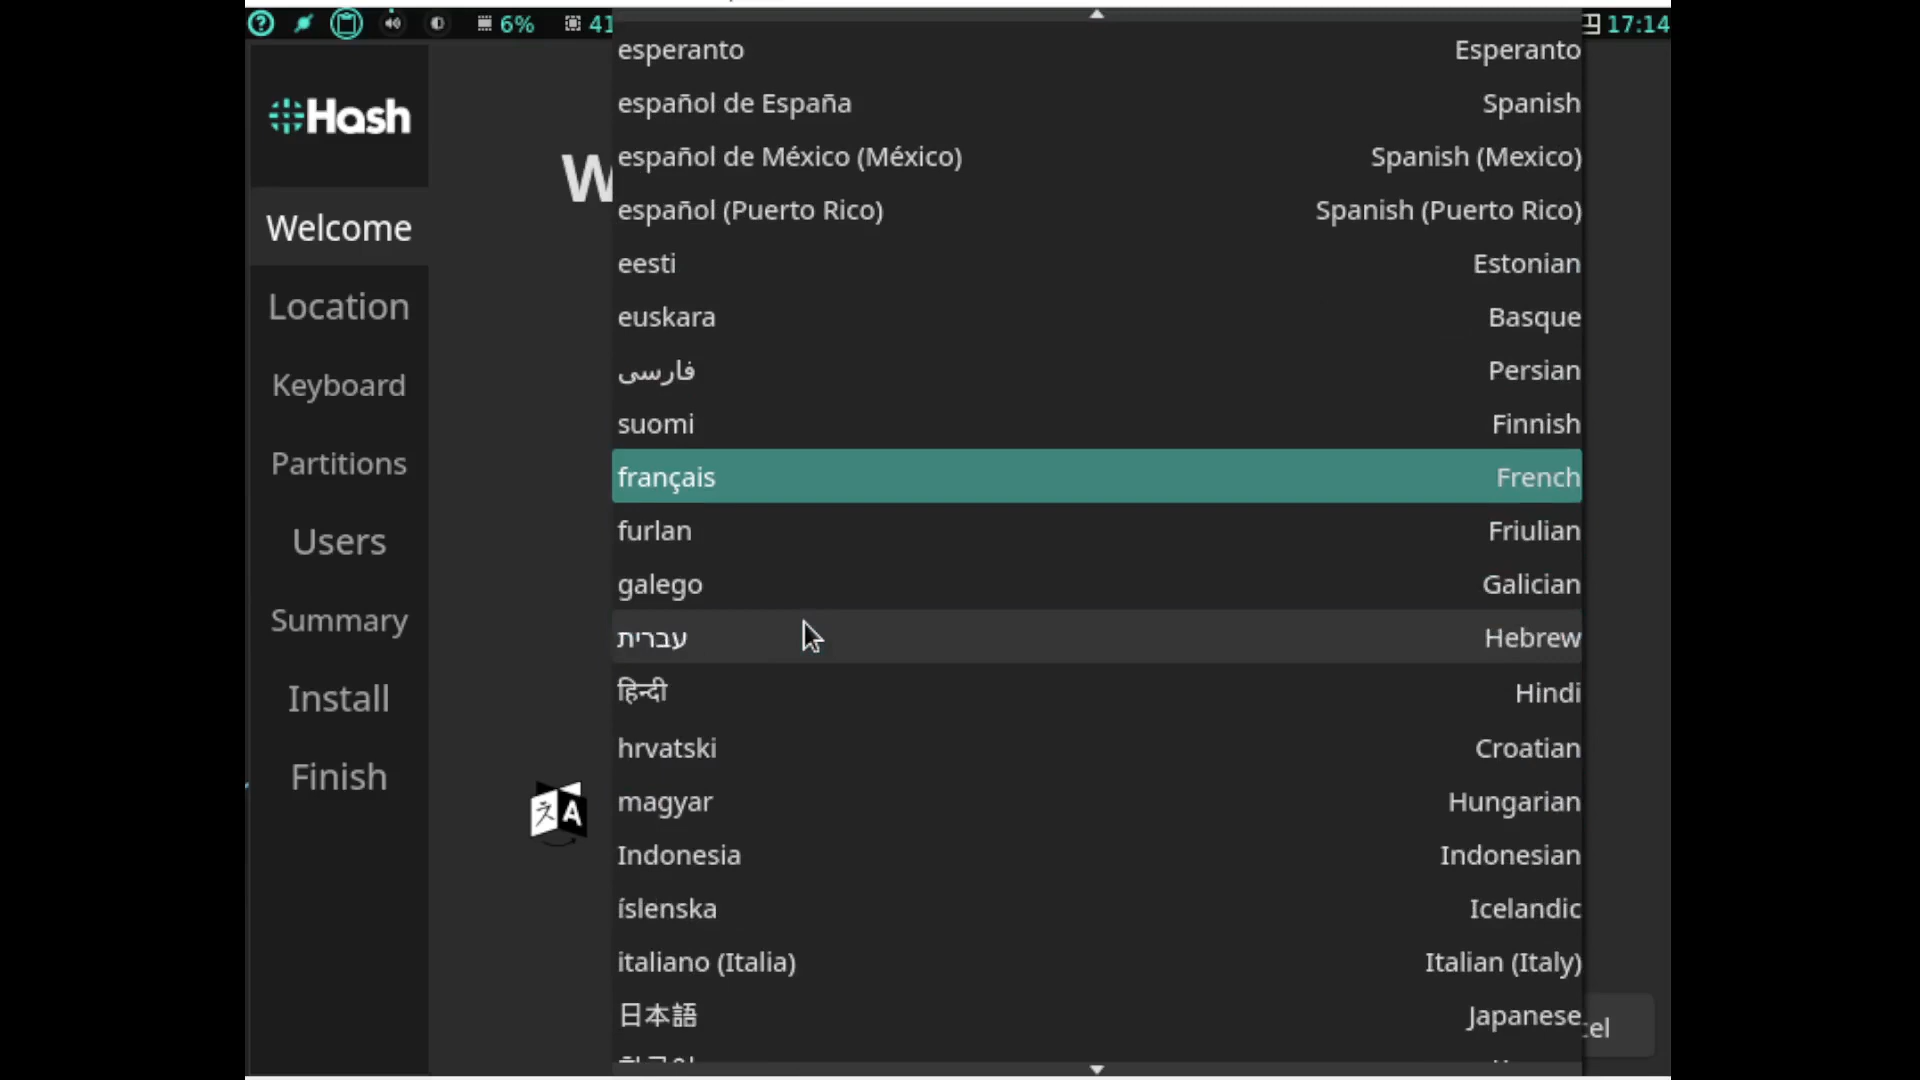 6% 41 17:14
Hash
Welcome
Location
Keyboard
Partitions
Users
Summary
Install
Finish
W
esperanto Esperanto
español de España Spanish
español de México (México) Spanish (Mexico)
español (Puerto Rico) Spanish (Puerto Rico)
eesti Estonian
euskara Basque
فارسی Persian
suomi Finnish
français French
furlan Friulian
galego Galician
עברית Hebrew
हिन्दी Hindi
hrvatski Croatian
magyar Hungarian
Indonesia Indonesian
íslenska Icelandic
italiano (Italia) Italian (Italy)
日本語 Japanese